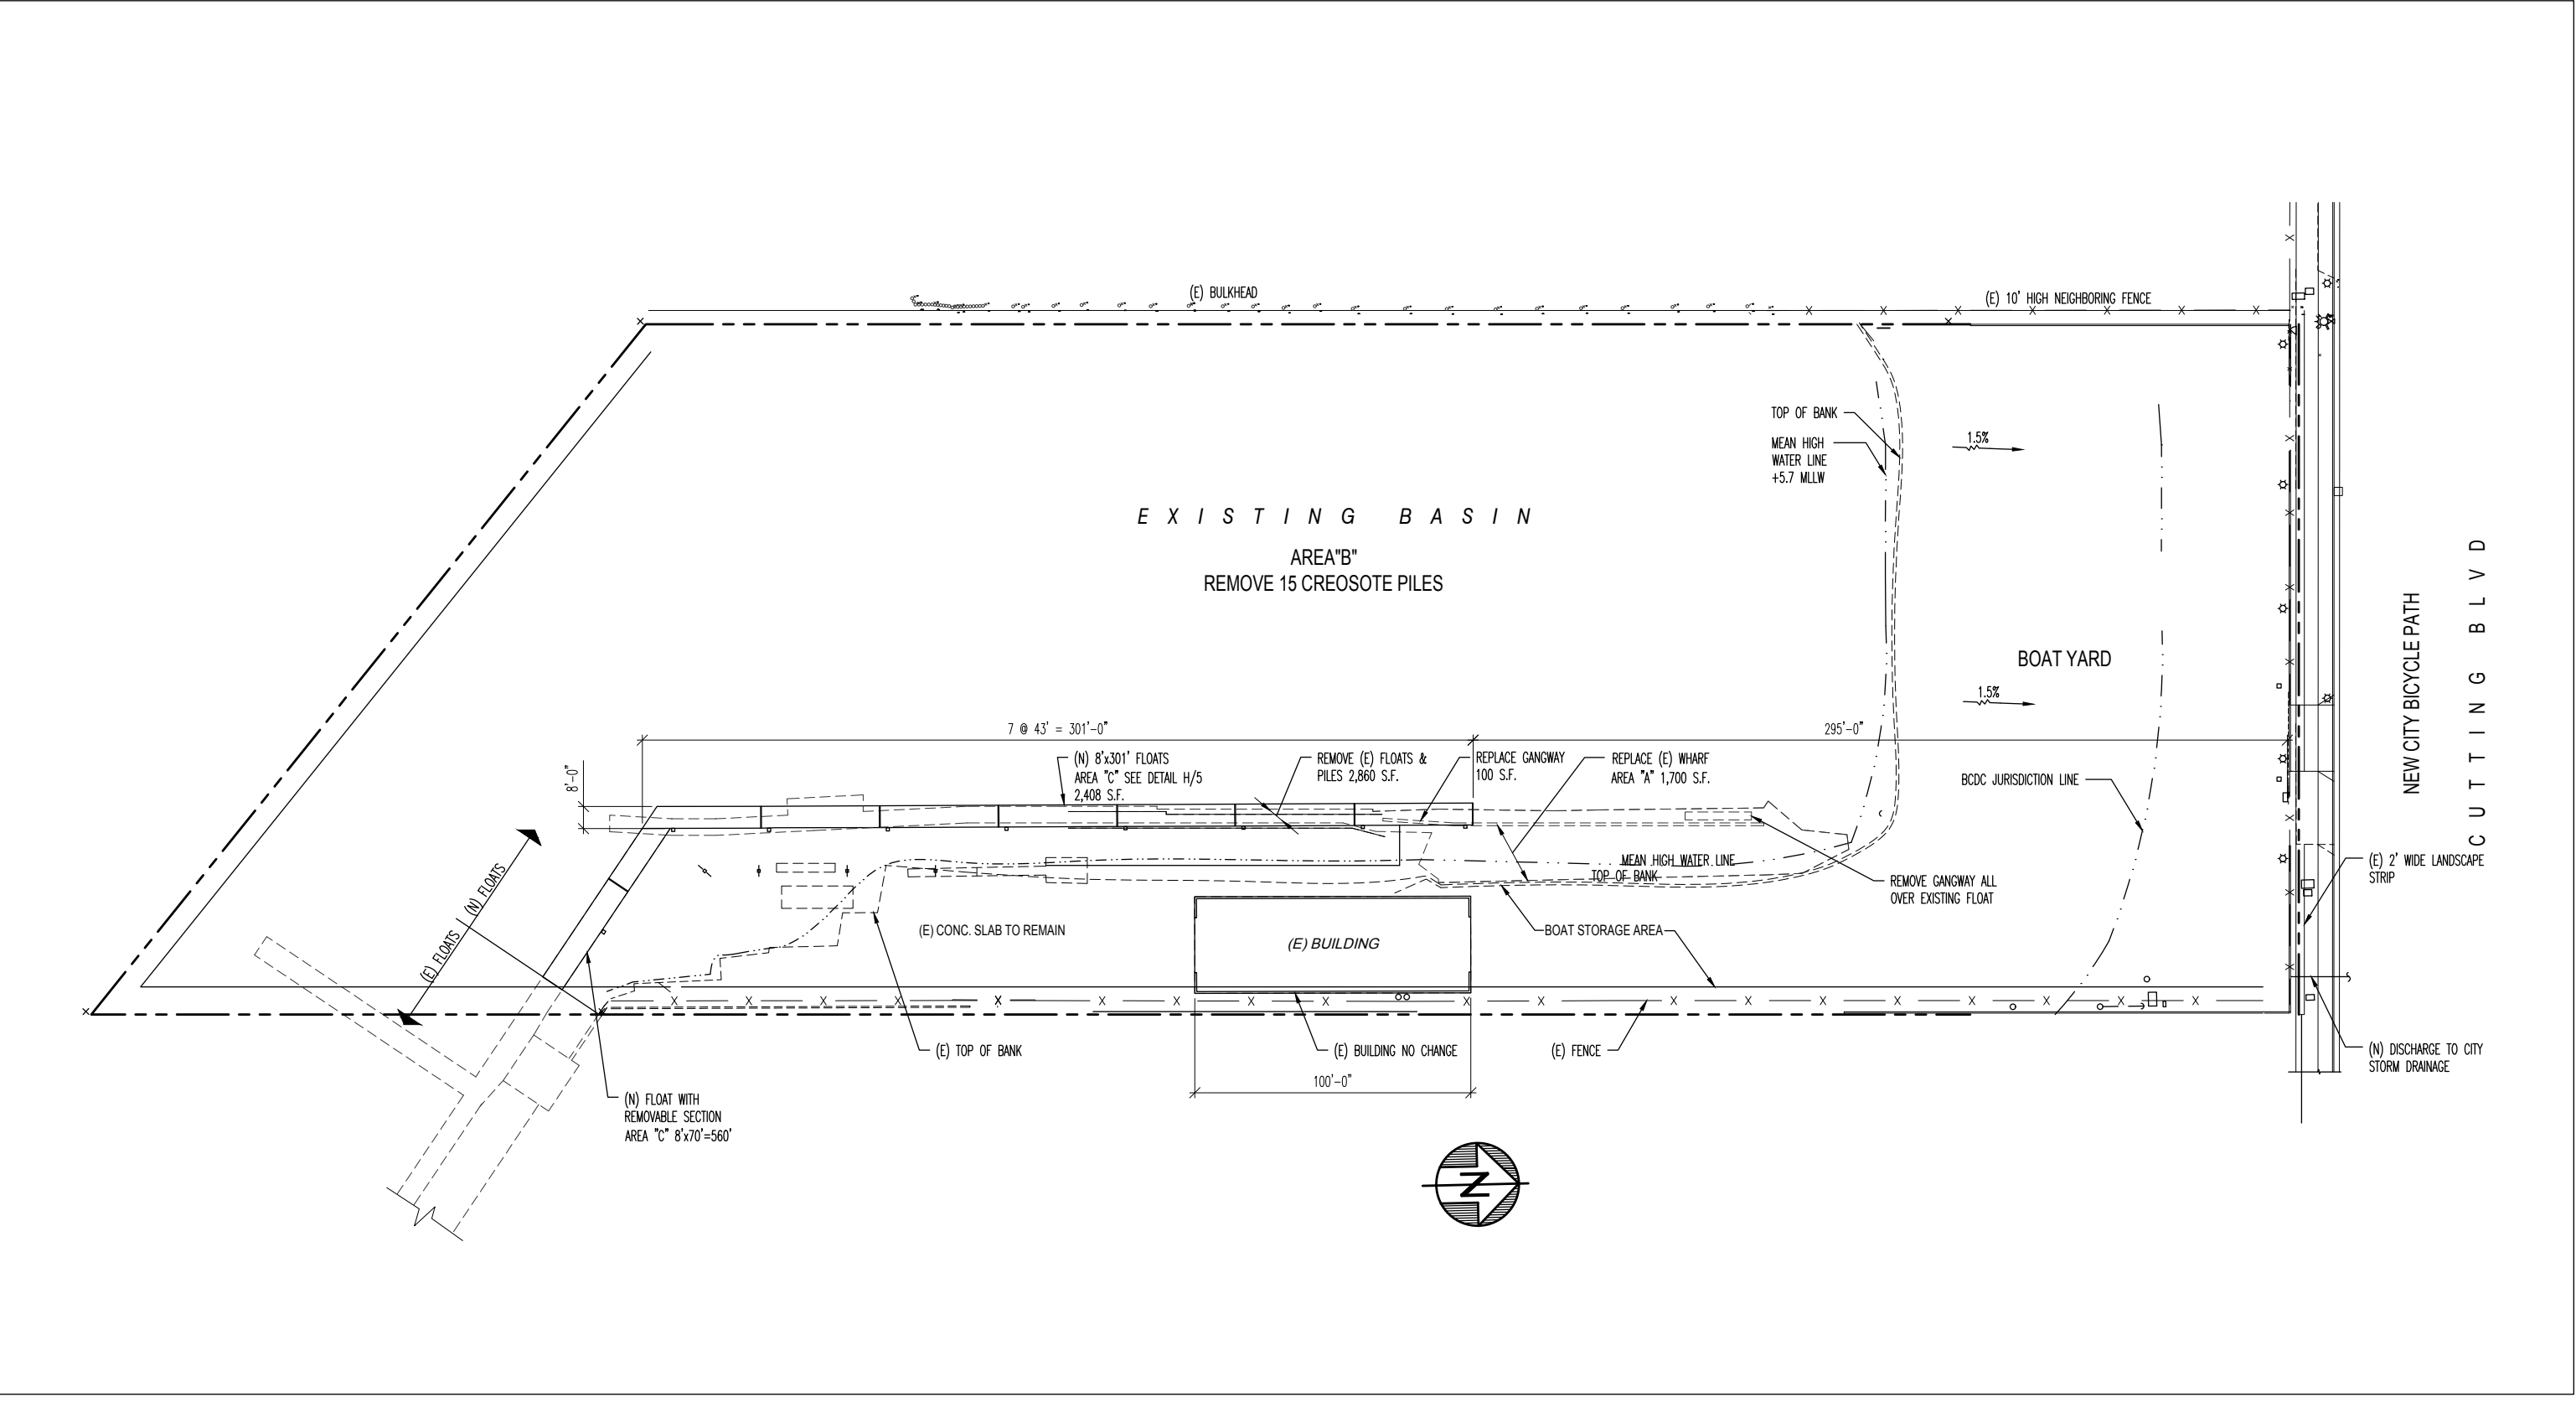 (E) BULKHEAD
(E) 10' HIGH NEIGHBORING FENCE
TOP OF BANK
MEAN HIGH
WATER LINE
+5.7 MLLW
1.5%
E X I S T I N G B A S I N
AREA"B"
REMOVE 15 CREOSOTE PILES
BOAT YARD
1.5%
NEW CITY BICYCLE PATH
C U T T I N G B L V D
7 @ 43' = 301'-0"
295'-0"
8'-0"
(N) 8'x301' FLOATS
AREA "C" SEE DETAIL H/5
2,408 S.F.
REMOVE (E) FLOATS &
PILES 2,860 S.F.
REPLACE GANGWAY
100 S.F.
REPLACE (E) WHARF
AREA "A" 1,700 S.F.
BCDC JURISDICTION LINE
MEAN HIGH WATER LINE
TOP OF BANK
REMOVE GANGWAY ALL
OVER EXISTING FLOAT
(E) 2' WIDE LANDSCAPE
STRIP
(N) FLOATS
(E) FLOATS
(E) CONC. SLAB TO REMAIN
(E) BUILDING
BOAT STORAGE AREA
(E) TOP OF BANK
(E) BUILDING NO CHANGE
(E) FENCE
(N) DISCHARGE TO CITY
STORM DRAINAGE
100'-0"
(N) FLOAT WITH
REMOVABLE SECTION
AREA "C" 8'x70'=560'
N